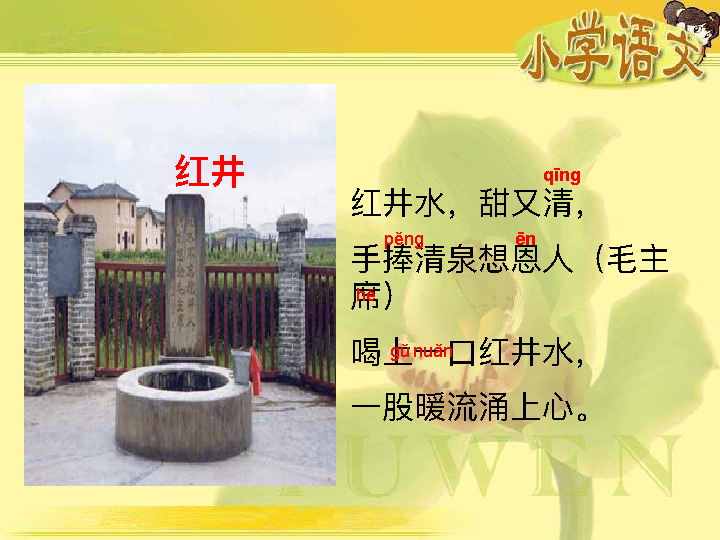 小学语文
红井
qīng
红井水，甜又清，
pěng ēn
手捧清泉想恩人（毛主
席）
hē
gǔ nuǎn
喝上一口红井水，
一股暖流涌上心。
YUWEN